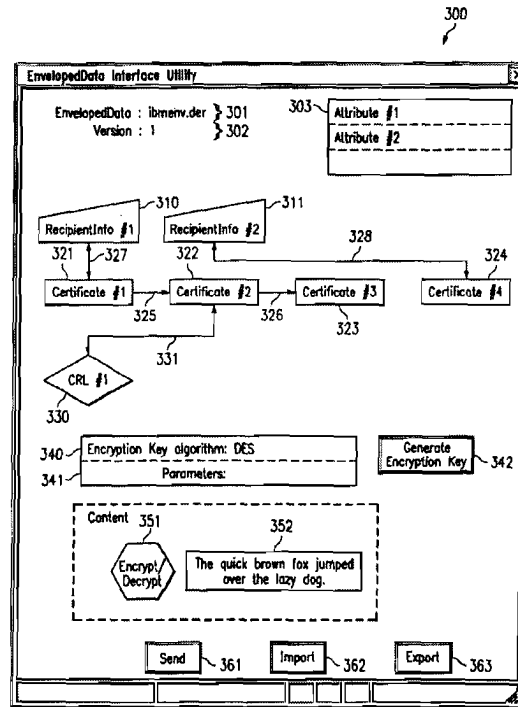 300
EnvelopedData Interface Utility
EnvelopedData : ibmenv.der } 301
Version : 1 } 302
303
Attribute #1
Attribute #2
310
311
RecipientInfo #1
RecipientInfo #2
321
327
322
328
324
Certificate #1
Certificate #2
Certificate #3
Certificate #4
325
326
323
331
CRL #1
330
340
Encryption Key algorithm: DES
341
Parameters:
Generate
Encryption Key
342
Content
351
352
Encrypt/
Decrypt
The quick brown fox jumped
over the lazy dog.
Send
361
Import
362
Export
363